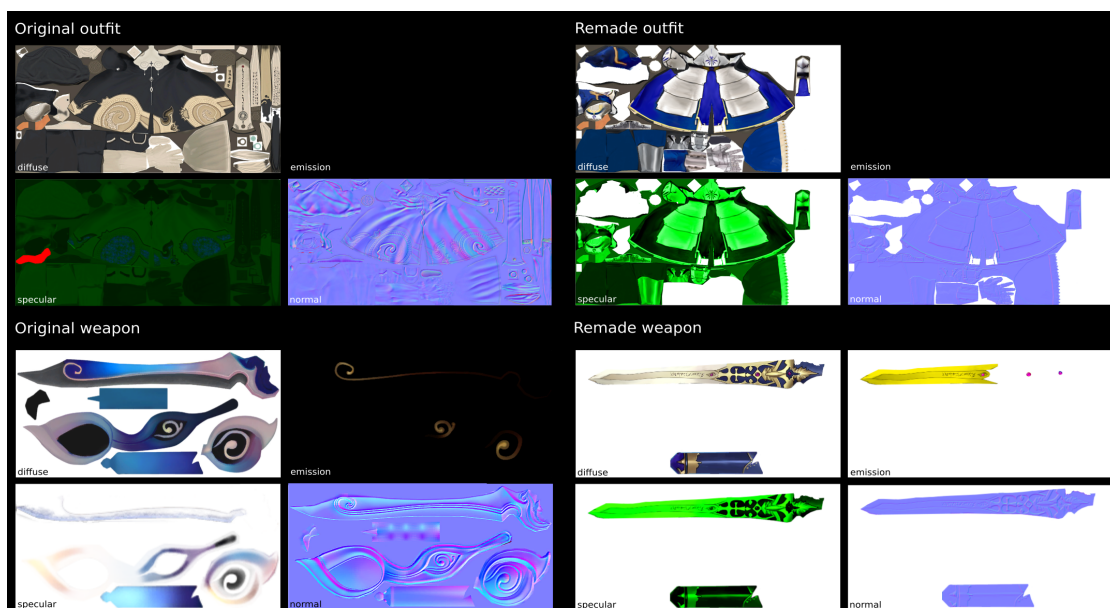 Original outfit
Remade outfit
diffuse
emission
diffuse
emission
specular
normal
specular
normal
Original weapon
Remade weapon
diffuse
emission
diffuse
emission
specular
normal
specular
normal